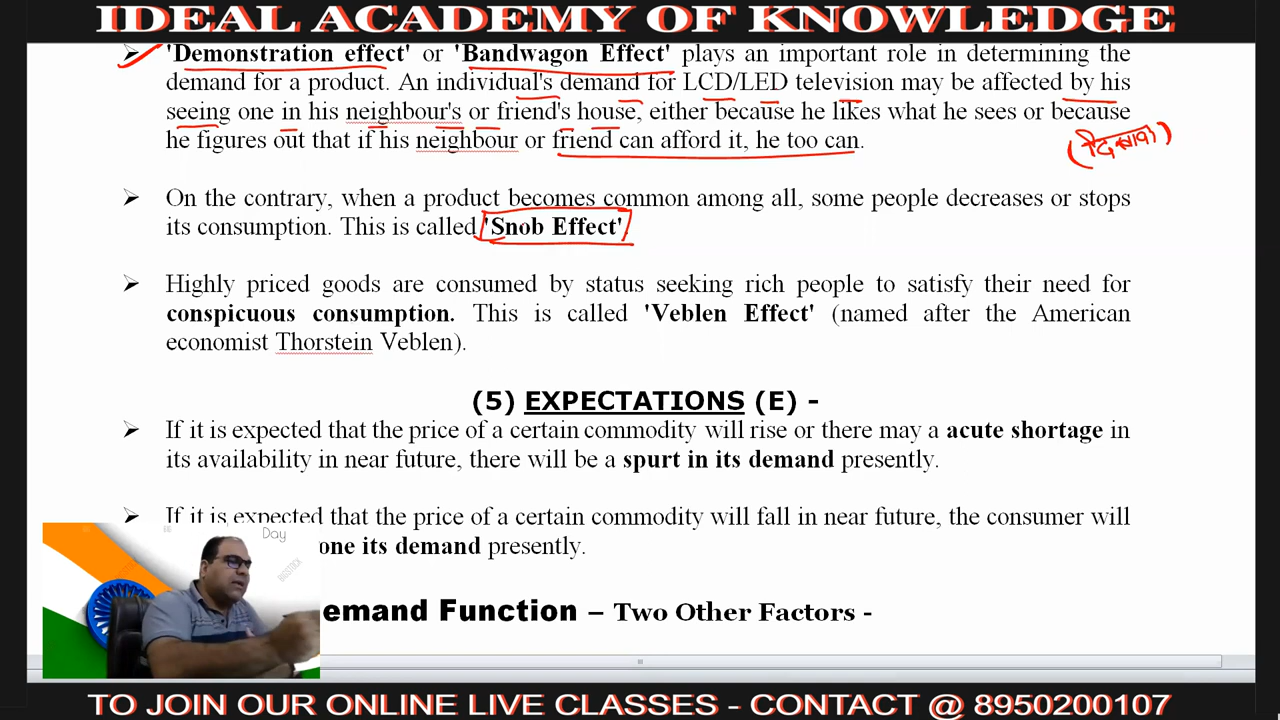 IDEAL ACADEMY OF KNOWLEDGE
'Demonstration effect' or 'Bandwagon Effect' plays an important role in determining the
demand for a product. An individual's demand for LCD/LED television may be affected by his
seeing one in his neighbour's or friend's house, either because he likes what he sees or because
he figures out that if his neighbour or friend can afford it, he too can.
(दिखावा)
On the contrary, when a product becomes common among all, some people decreases or stops
its consumption. This is called 'Snob Effect'.
Highly priced goods are consumed by status seeking rich people to satisfy their need for
conspicuous consumption. This is called 'Veblen Effect' (named after the American
economist Thorstein Veblen).
(5) EXPECTATIONS (E) -
If it is expected that the price of a certain commodity will rise or there may a acute shortage in
its availability in near future, there will be a spurt in its demand presently.
If it is expected that the price of a certain commodity will fall in near future, the consumer will
one its demand presently.
Day
emand Function – Two Other Factors -
TO JOIN OUR ONLINE LIVE CLASSES - CONTACT @ 8950200107